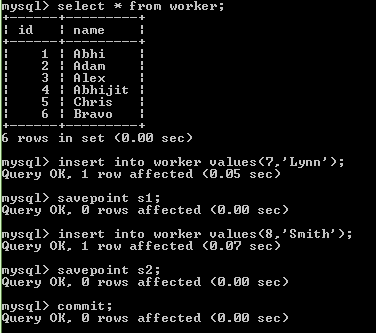 mysql> select * from worker;
+------+----------+
| id   | name     |
+------+----------+
|    1 | Abhi     |
|    2 | Adam     |
|    3 | Alex     |
|    4 | Abhijit  |
|    5 | Chris    |
|    6 | Bravo    |
+------+----------+
6 rows in set (0.00 sec)
mysql> insert into worker values(7,'Lynn');
Query OK, 1 row affected (0.05 sec)
mysql> savepoint s1;
Query OK, 0 rows affected (0.00 sec)
mysql> insert into worker values(8,'Smith');
Query OK, 1 row affected (0.07 sec)
mysql> savepoint s2;
Query OK, 0 rows affected (0.00 sec)
mysql> commit;
Query OK, 0 rows affected (0.00 sec)